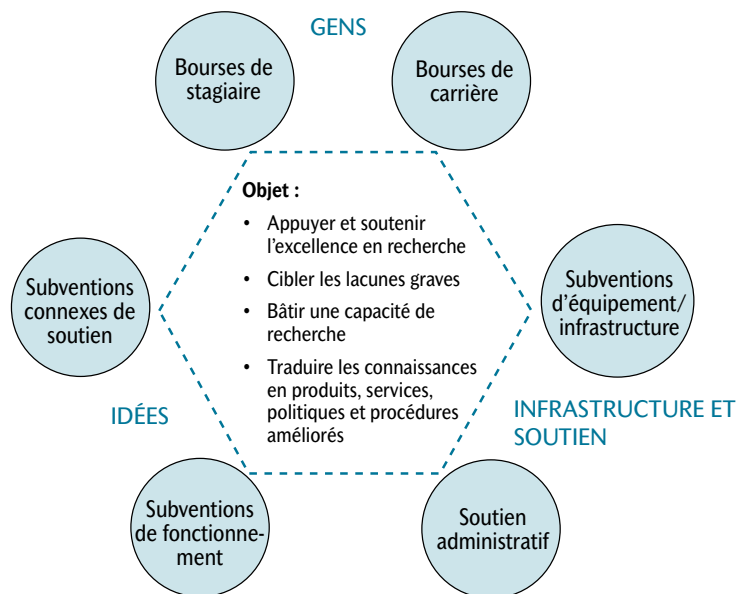 GENS
Bourses de
stagiaire
Bourses de
carrière
Objet :
• Appuyer et soutenir
l'excellence en recherche
• Cibler les lacunes graves
• Bâtir une capacité de
recherche
• Traduire les connaissances
en produits, services,
politiques et procédures
améliorés
Subventions
connexes de
soutien
Subventions
d'équipement/
infrastructure
IDÉES
INFRASTRUCTURE ET
SOUTIEN
Subventions
de fonctionne-
ment
Soutien
administratif